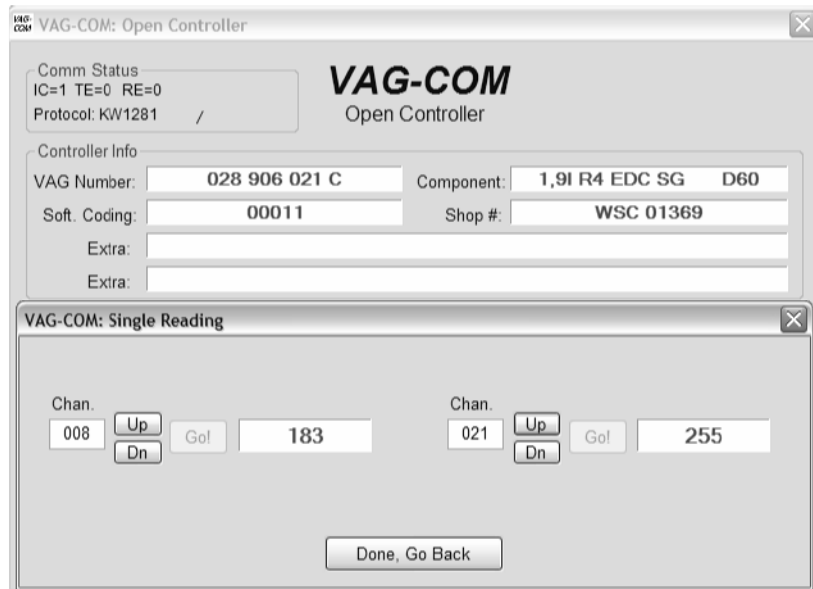 VAG-COM VAG-COM: Open Controller
Comm Status
IC=1 TE=0 RE=0
Protocol: KW1281 /
VAG-COM
Open Controller
Controller Info
VAG Number: 028 906 021 C Component: 1,9l R4 EDC SG D60
Soft. Coding: 00011 Shop #: WSC 01369
Extra:
Extra:
VAG-COM: Single Reading
Chan.
008 Up Dn Go! 183
Chan.
021 Up Dn Go! 255
Done, Go Back